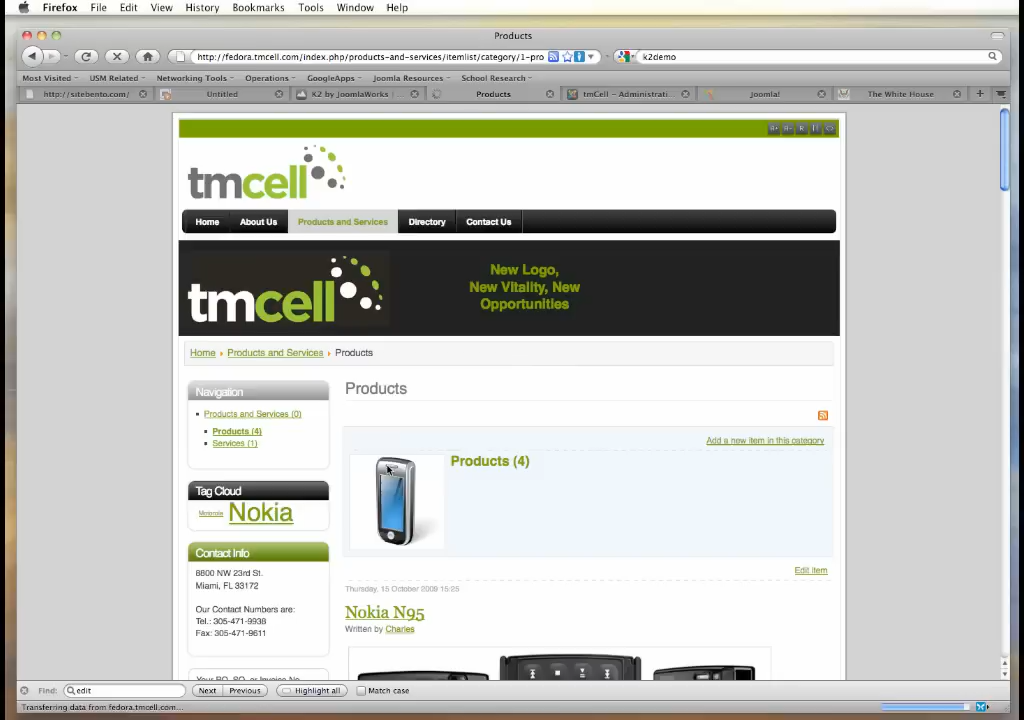 Firefox File Edit View History Bookmarks Tools Window Help
Products
http://fedora.tmcell.com/index.php/products-and-services/itemlist/category/1-pro
k2demo
Most Visited USM Related Networking Tools Operations GoogleApps Joomla Resources School Research
http://sitebento.com/ Untitled K2 by JoomlaWorks | ... Products tmCell – Administrati... Joomla! The White House
tmcell
Home About Us Products and Services Directory Contact Us
tmcell
New Logo,
New Vitality, New
Opportunities
Home Products and Services Products
Navigation
Products and Services (0)
Products (4)
Services (1)
Tag Cloud
Motorola Nokia
Contact Info
8800 NW 23rd St.
Miami, FL 33172
Our Contact Numbers are:
Tel.: 305-471-9938
Fax: 305-471-9611
Your PO, SO, or Invoice No.
Products
Add a new item in this category
Products (4)
Edit item
Thursday, 15 October 2009 15:25
Nokia N95
Written by Charles
Find: edit Next Previous Highlight all Match case
Transferring data from fedora.tmcell.com...